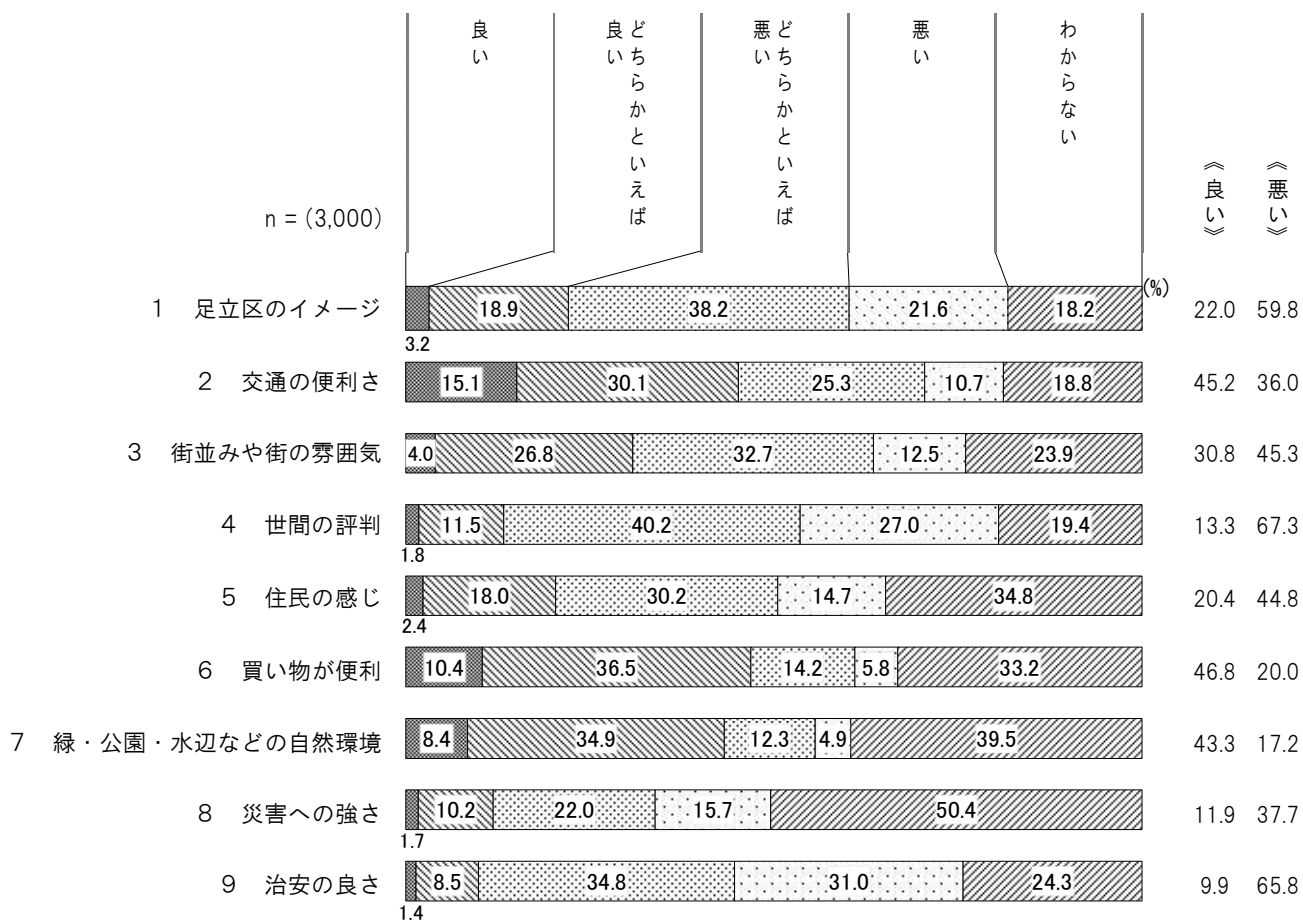 良い
どちらかといえば
良い
どちらかといえば
悪い
悪い
わからない
《良い》
《悪い》
n = (3,000)
(%)
1 足立区のイメージ 3.2 18.9 38.2 21.6 18.2 22.0 59.8
2 交通の便利さ 15.1 30.1 25.3 10.7 18.8 45.2 36.0
3 街並みや街の雰囲気 4.0 26.8 32.7 12.5 23.9 30.8 45.3
4 世間の評判 1.8 11.5 40.2 27.0 19.4 13.3 67.3
5 住民の感じ 2.4 18.0 30.2 14.7 34.8 20.4 44.8
6 買い物が便利 10.4 36.5 14.2 5.8 33.2 46.8 20.0
7 緑・公園・水辺などの自然環境 8.4 34.9 12.3 4.9 39.5 43.3 17.2
8 災害への強さ 1.7 10.2 22.0 15.7 50.4 11.9 37.7
9 治安の良さ 1.4 8.5 34.8 31.0 24.3 9.9 65.8